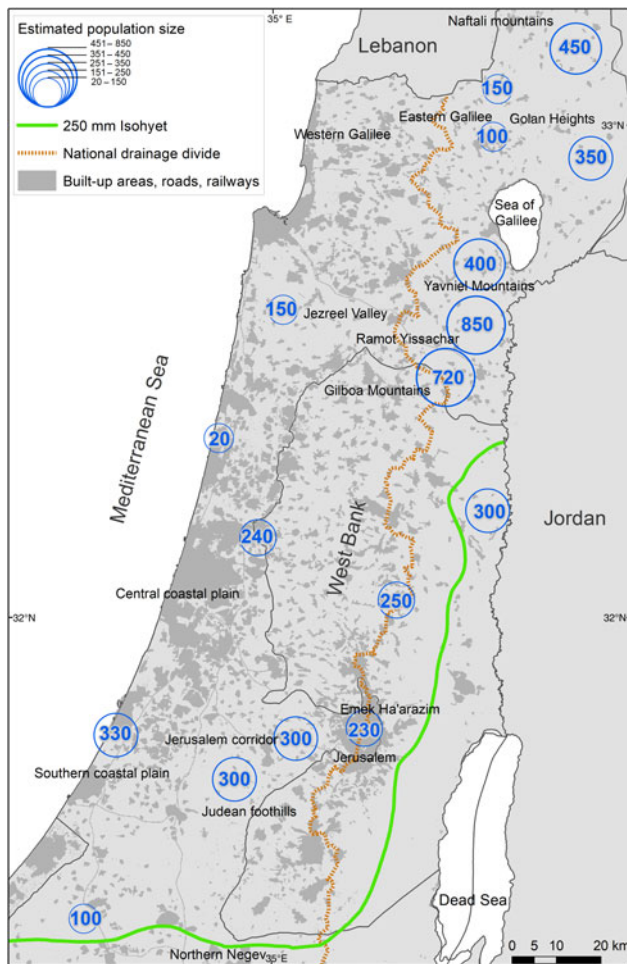 35° E
Naftali mountains
Estimated population size
451–850
351–450
251–350
151–250
20–150
Lebanon
450
150
250 mm Isohyet
Eastern Galilee
Golan Heights
33°N
Western Galilee
100
National drainage divide
350
Built-up areas, roads, railways
Sea of
Galilee
400
Yavniel Mountains
150
Jezreel Valley
850
Ramot Yissachar
720
Gilboa Mountains
Mediterranean Sea
20
300
Jordan
240
West Bank
Central coastal plain
250
32°N
32°N
Emek Ha'arazim
330
Jerusalem corridor
300
230
Jerusalem
Southern coastal plain
300
Judean foothills
Dead Sea
100
Northern Negev
35°E
0 5 10 20 km